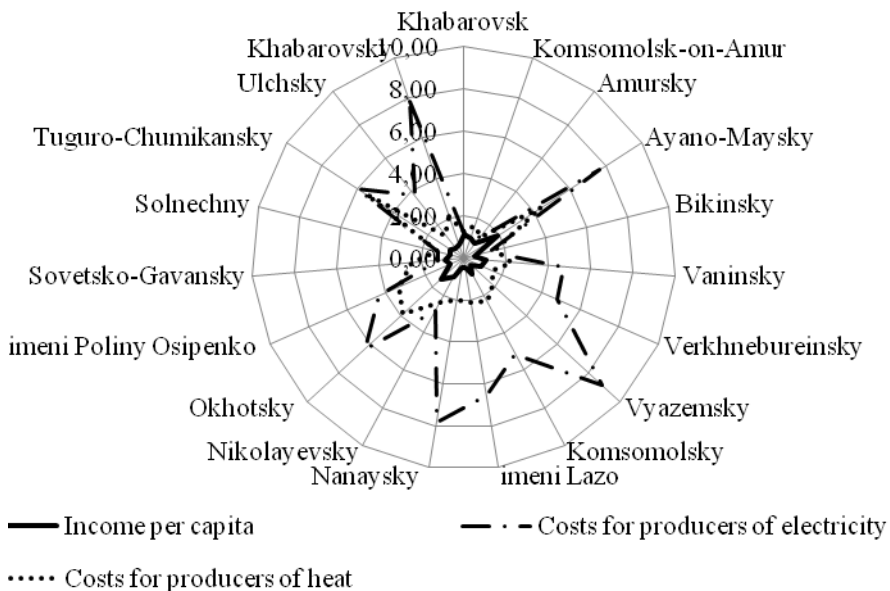 Khabarovsk
Khabarovsky 10,00 Komsomolsk-on-Amur
Ulchsky 8,00 Amursky
6,00
Tuguro-Chumikansky Ayano-Maysky
4,00
Solnechny 2,00 Bikinsky
0,00
Sovetsko-Gavansky Vaninsky
imeni Poliny Osipenko Verkhnebureinsky
Okhotsky Vyazemsky
Nikolayevsky Komsomolsky
Nanaysky imeni Lazo
Income per capita Costs for producers of electricity
Costs for producers of heat